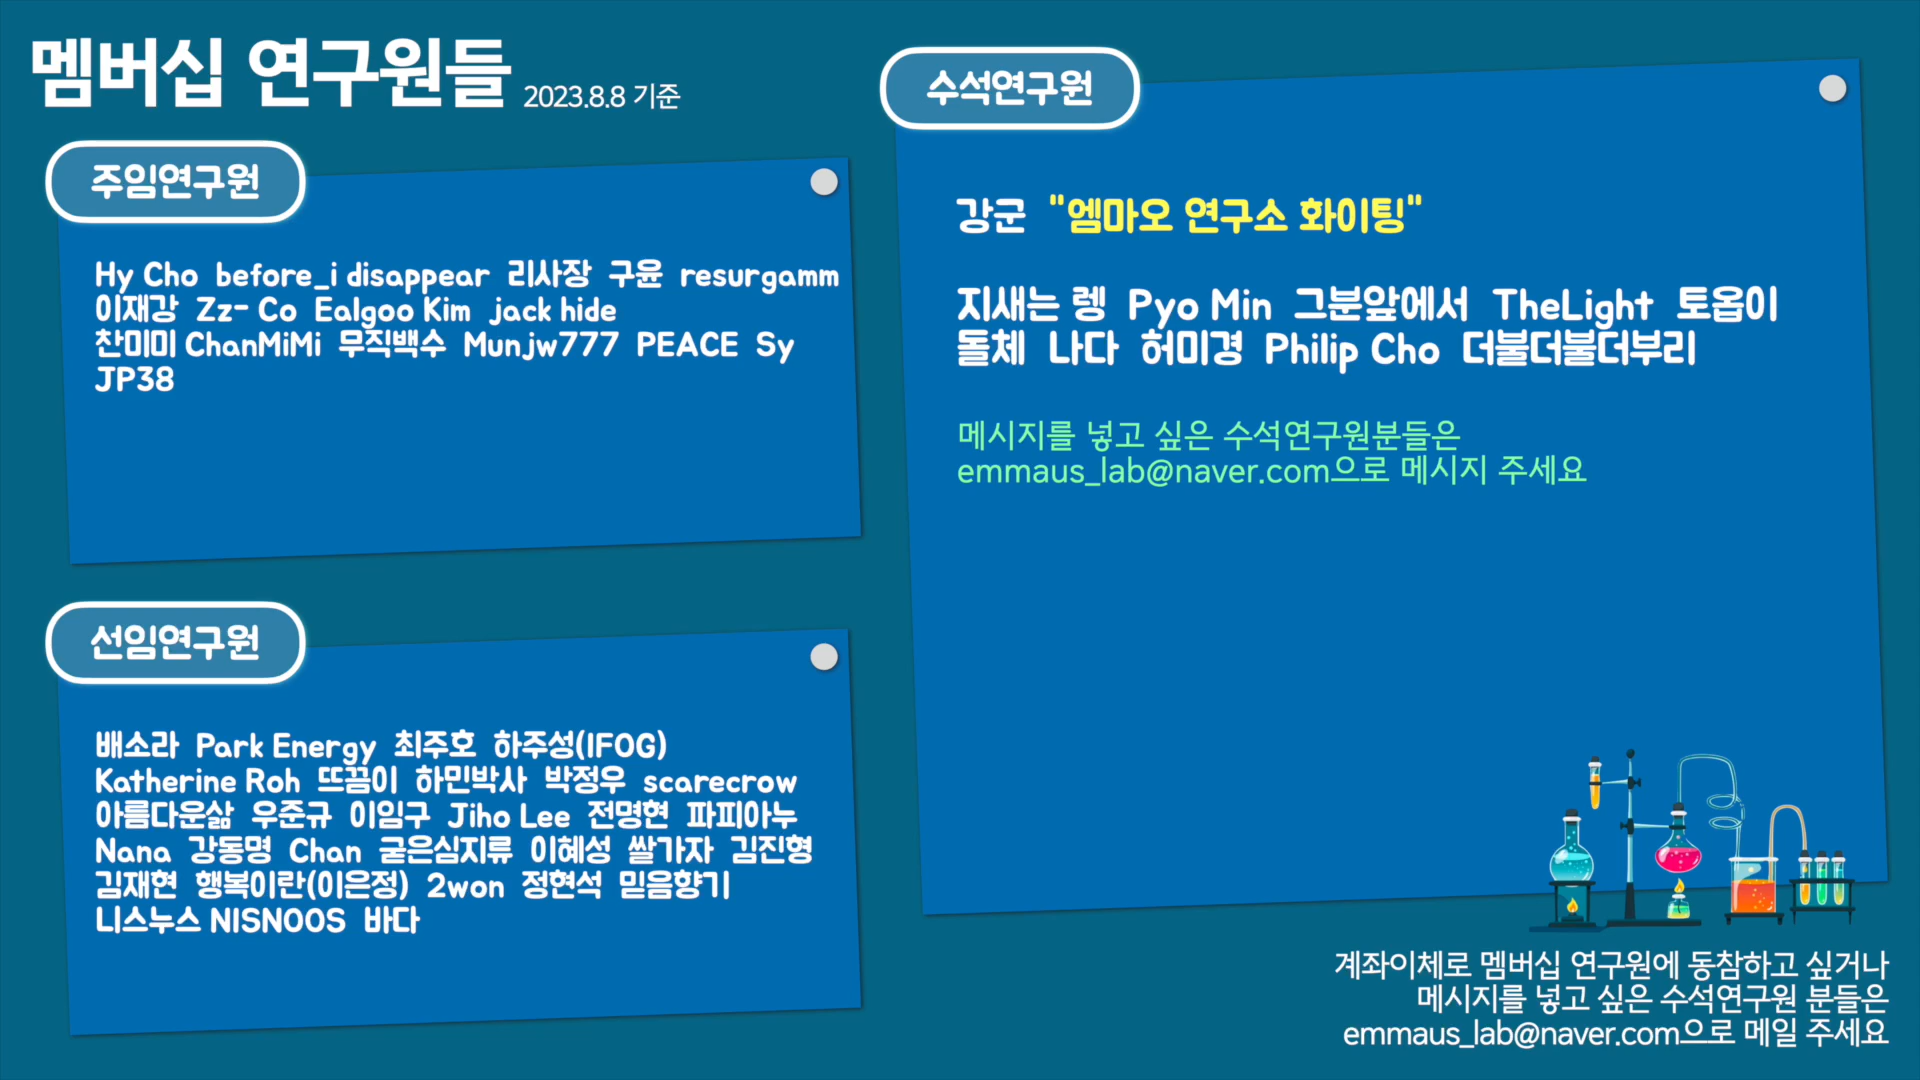 멤버십 연구원들 2023.8.8 기준
주임연구원
Hy Cho before_i disappear 리사장 구윤 resurgamm
이재강 Zz- Co Ealgoo Kim jack hide
찬미미 ChanMiMi 무직백수 Munjw777 PEACE Sy
JP38
선임연구원
배소라 Park Energy 최주호 하주성(IFOG)
Katherine Roh 뜨끔이 하민박사 박정우 scarecrow
아름다운삶 우준규 이임구 Jiho Lee 전명현 파피아누
Nana 강동명 Chan 굳은심지류 이혜성 쌀가자 김진형
김재현 행복이란(이은정) 2won 정현석 믿음향기
니스누스 NISNOOS 바다
수석연구원
강군 "엠마오 연구소 화이팅"
지새는 렝 Pyo Min 그분앞에서 TheLight 토옵이
돌체 나다 허미경 Philip Cho 더불더불더부리
메시지를 넣고 싶은 수석연구원분들은
emmaus_lab@naver.com으로 메시지 주세요
계좌이체로 멤버십 연구원에 동참하고 싶거나
메시지를 넣고 싶은 수석연구원 분들은
emmaus_lab@naver.com으로 메일 주세요